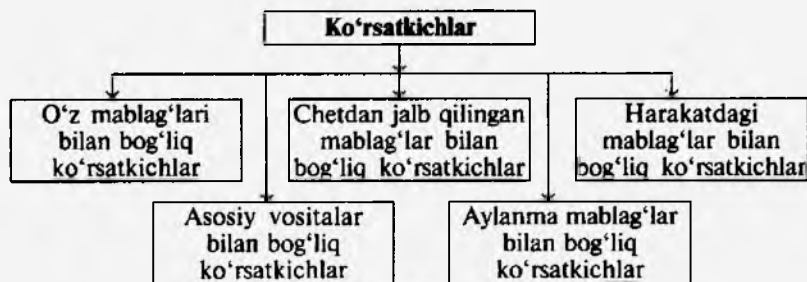 Ko‘rsatkichlar
O‘z mablag‘lari
bilan bog‘liq
ko‘rsatkichlar
Chetdan jalb qilingan
mablag‘lar bilan
bog‘liq ko‘rsatkichlar
Harakatdagi
mablag‘lar bilan
bog‘liq ko‘rsatkichlar
Asosiy vositalar
bilan bog‘liq
ko‘rsatkichlar
Aylanma mablag‘lar
bilan bog‘liq
ko‘rsatkichlar